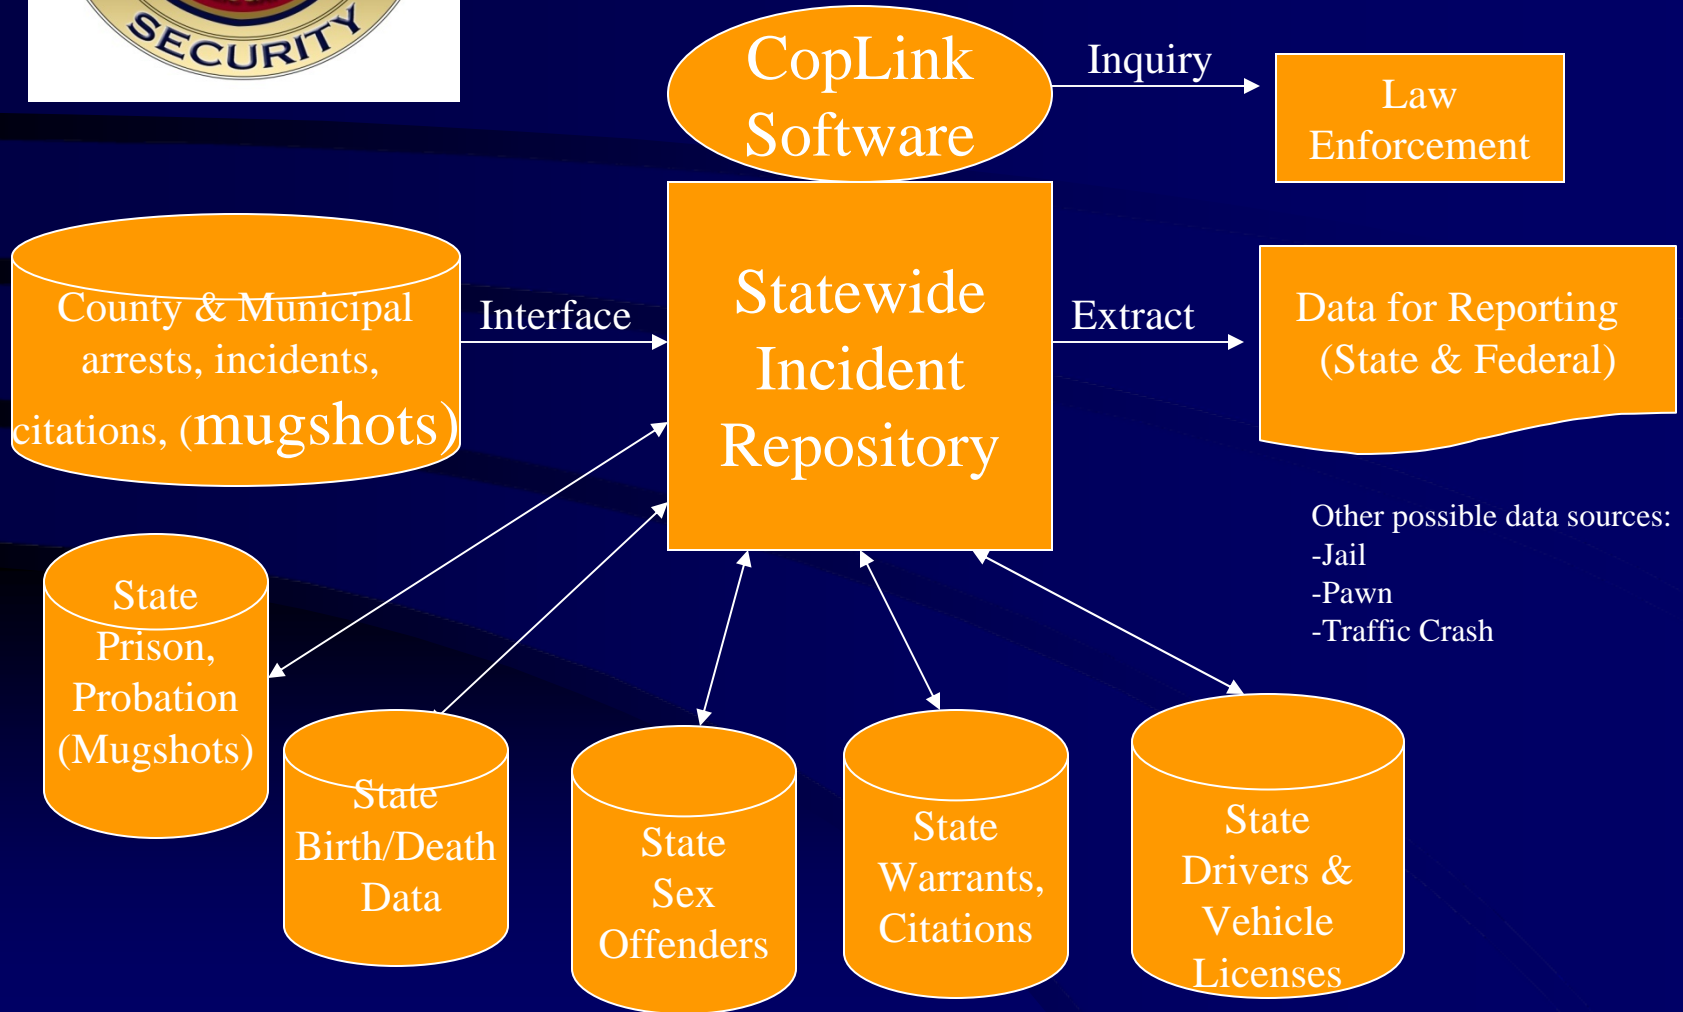 SECURITY
CopLink
Software
Inquiry
Law
Enforcement
County & Municipal
arrests, incidents,
citations, (mugshots)
Interface
Statewide
Incident
Repository
Extract
Data for Reporting
(State & Federal)
Other possible data sources:
-Jail
-Pawn
-Traffic Crash
State
Prison,
Probation
(Mugshots)
State
Birth/Death
Data
State
Sex
Offenders
State
Warrants,
Citations
State
Drivers &
Vehicle
Licenses